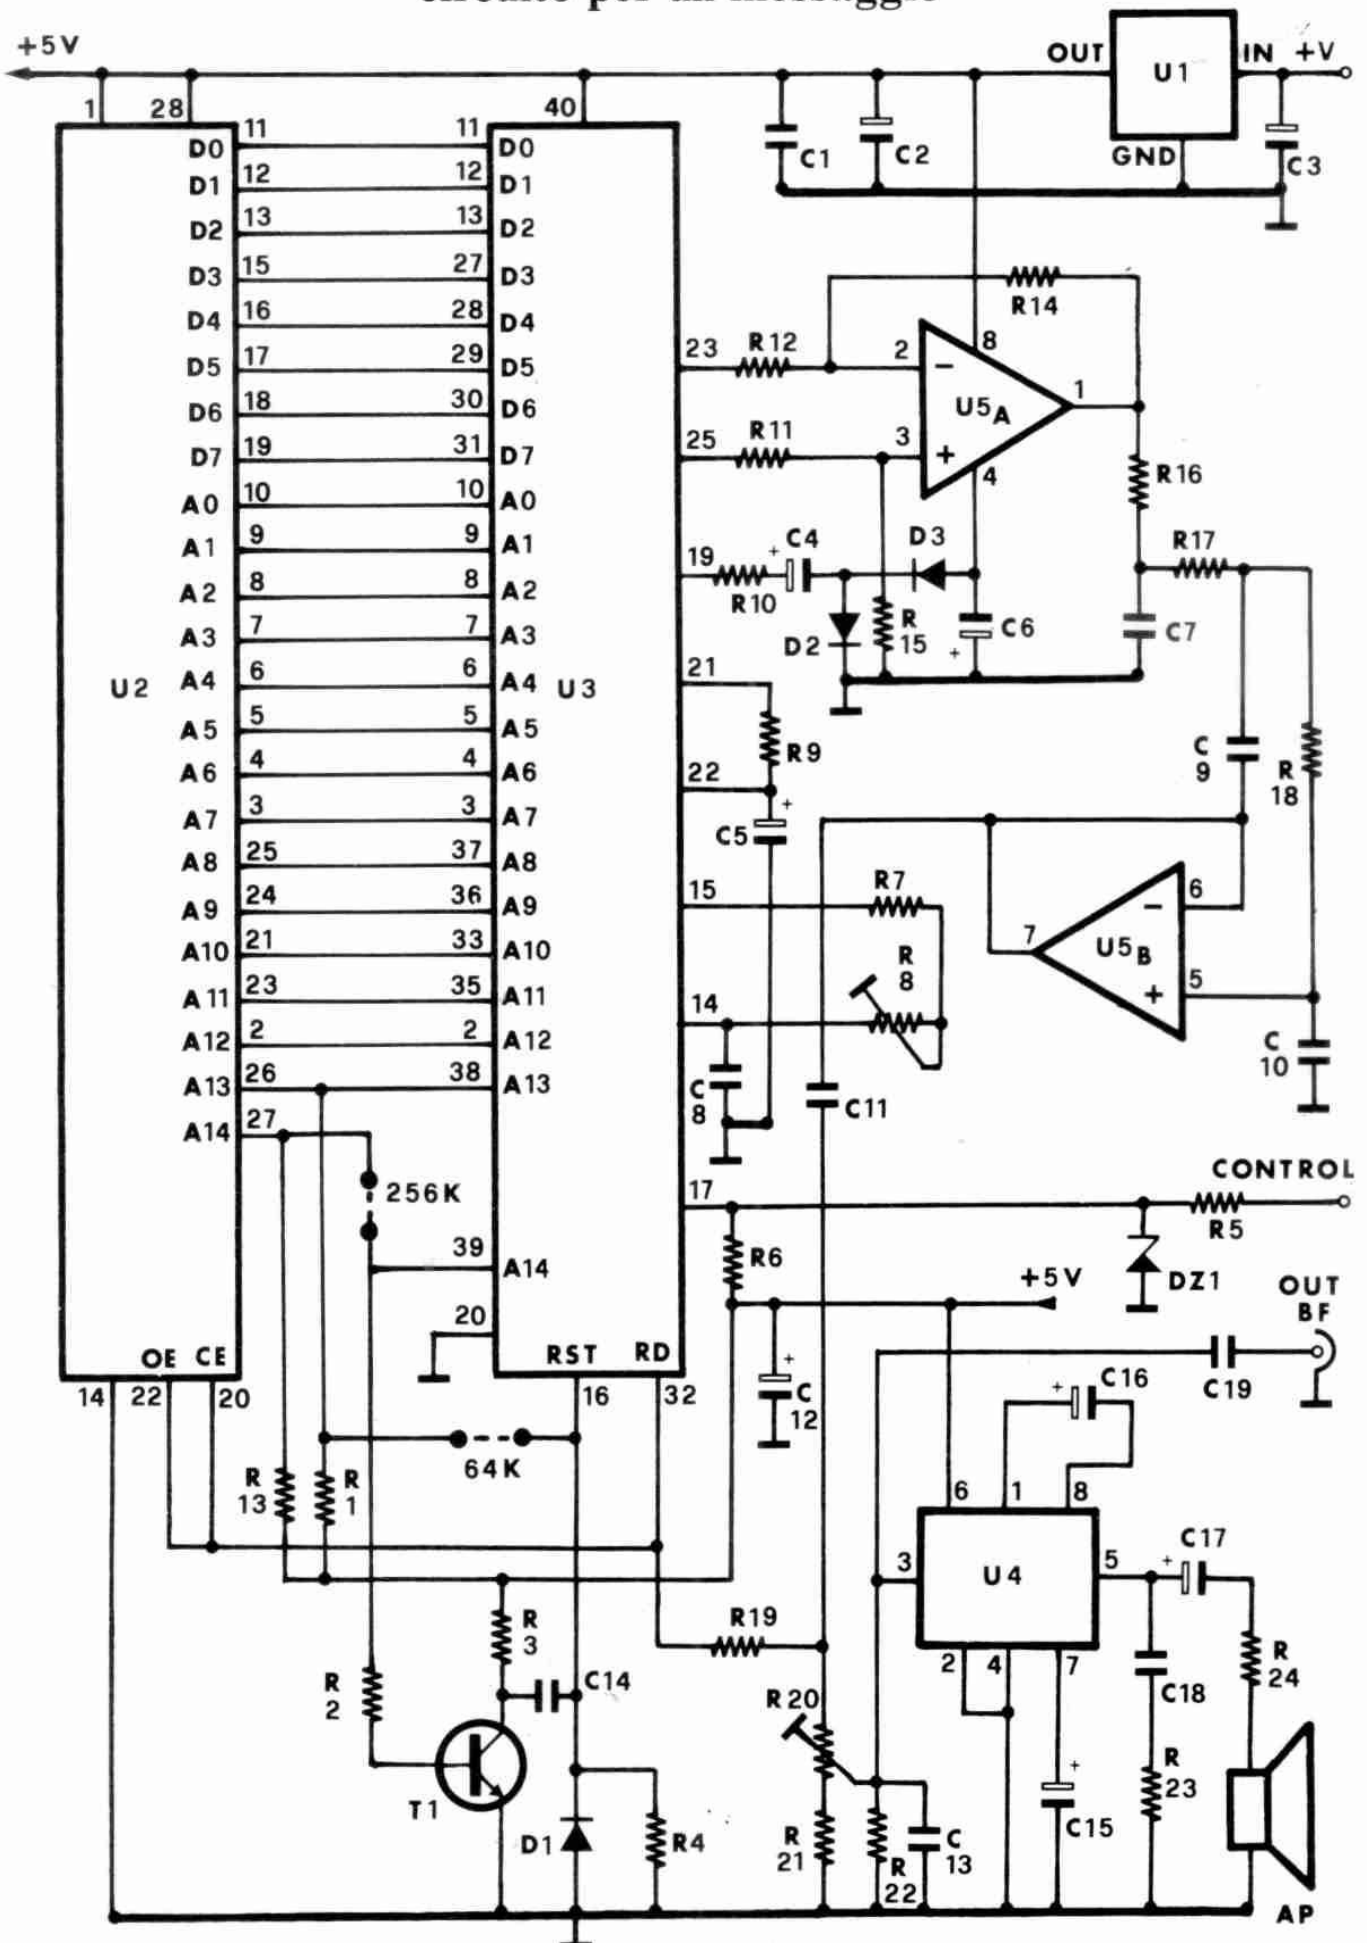 circuito per un messaggio
+5V
OUT
U1
IN +V
GND
C1
C2
C3
1
28
40
D0 11
11 D0
D1 12
12 D1
D2 13
13 D2
D3 15
27 D3
D4 16
28 D4
D5 17
29 D5
D6 18
30 D6
D7 19
31 D7
A0 10
10 A0
A1 9
9 A1
A2 8
8 A2
A3 7
7 A3
U2
A4 6
6 A4
U3
A5 5
5 A5
A6 4
4 A6
A7 3
3 A7
A8 25
37 A8
A9 24
36 A9
A10 21
33 A10
A11 23
35 A11
A12 2
2 A12
A13 26
38 A13
A14 27
256K
39 A14
20
OE CE
RST RD
14 22 20
16 32
64K
R
13
R
1
R
3
R
2
C14
T1
D1
R4
R14
23 R12
2
−
8
U5A
1
25 R11
3
+
4
R16
19
R10
+ C4
D3
D2
R
15
C6
+
R17
C7
21
R9
22
+
C5
C
9
R
18
15
R7
R
8
14
C
8
C11
6
−
7
U5B
5
+
C
10
17
CONTROL
R5
R6
DZ1
+5V
OUT
BF
+
C
12
C19
+ C16
6 1 8
3
U4
5
+ C17
2 4 7
R19
R20
R
24
C18
R
21
R
22
C
13
+
C15
R
23
AP